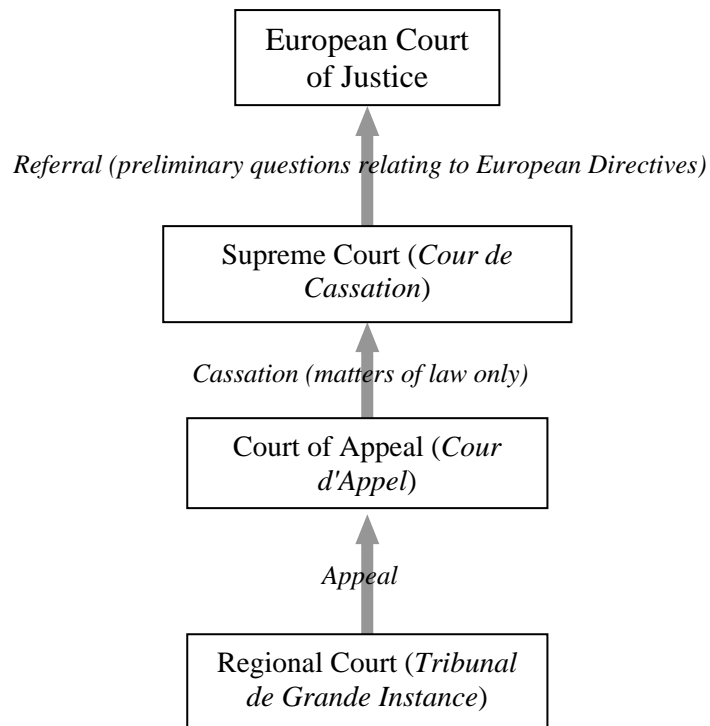 European Court
of Justice
Referral (preliminary questions relating to European Directives)
Supreme Court (Cour de
Cassation)
Cassation (matters of law only)
Court of Appeal (Cour
d'Appel)
Appeal
Regional Court (Tribunal
de Grande Instance)